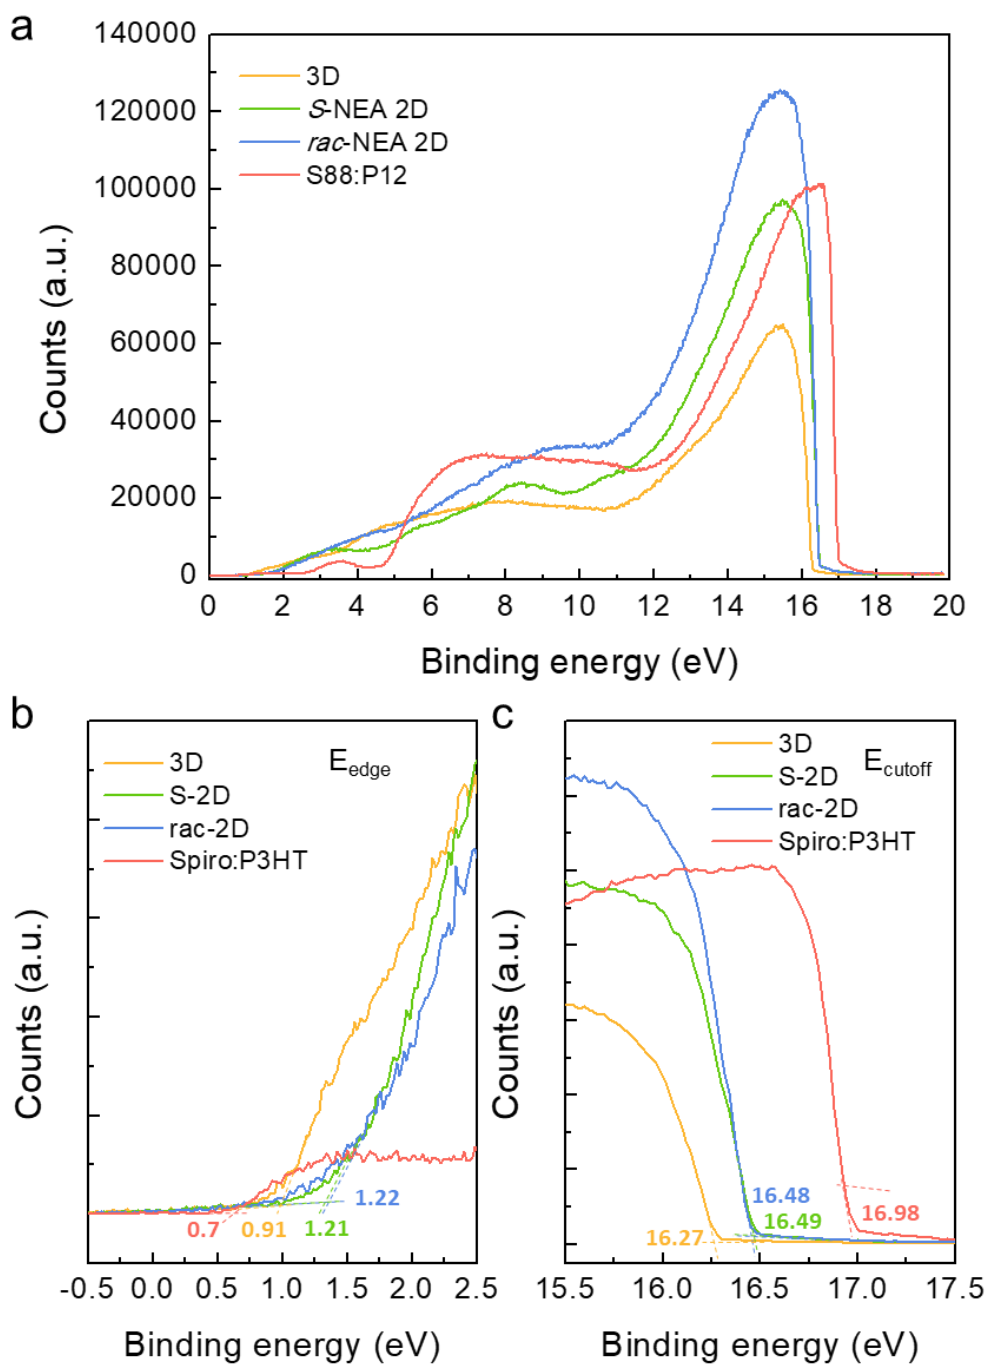 a
140000
120000
100000
80000
60000
40000
20000
0
Counts (a.u.)
3D
S-NEA 2D
rac-NEA 2D
S88:P12
0 2 4 6 8 10 12 14 16 18 20
Binding energy (eV)
b
Counts (a.u.)
3D
S-2D
rac-2D
Spiro:P3HT
Eedge
1.22
0.7 0.91 1.21
-0.5 0.0 0.5 1.0 1.5 2.0 2.5
Binding energy (eV)
c
Counts (a.u.)
3D
S-2D
rac-2D
Spiro:P3HT
Ecutoff
16.48
16.49
16.98
16.27
15.5 16.0 16.5 17.0 17.5
Binding energy (eV)